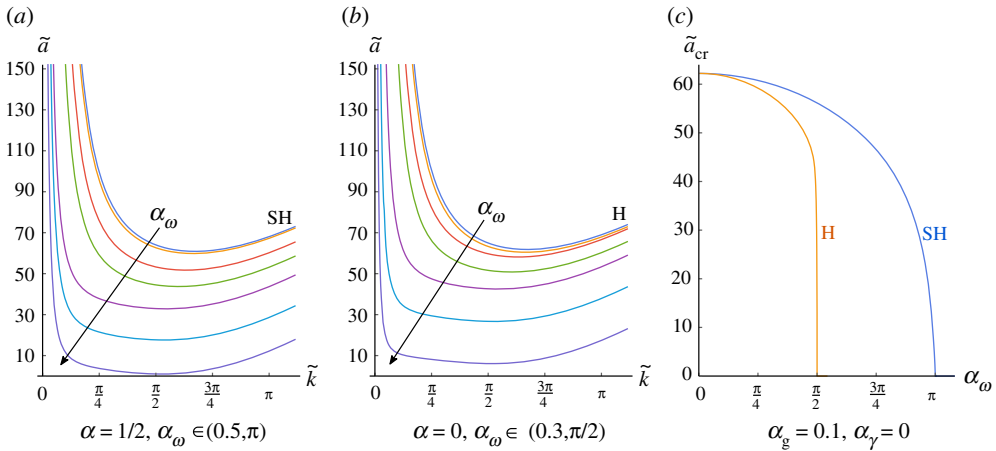 (a)
(b)
(c)
ã
ã
ã_cr
150
130
110
90
70
50
30
10
0
π/4
π/2
3π/4
π
k̃
α_ω
SH
150
130
110
90
70
50
30
10
0
π/4
π/2
3π/4
π
k̃
α_ω
H
60
50
40
30
20
10
0
0
π/4
π/2
3π/4
π
α_ω
H
SH
α = 1/2, α_ω ∈(0.5,π)
α = 0, α_ω ∈ (0.3,π/2)
α_g = 0.1, α_γ = 0